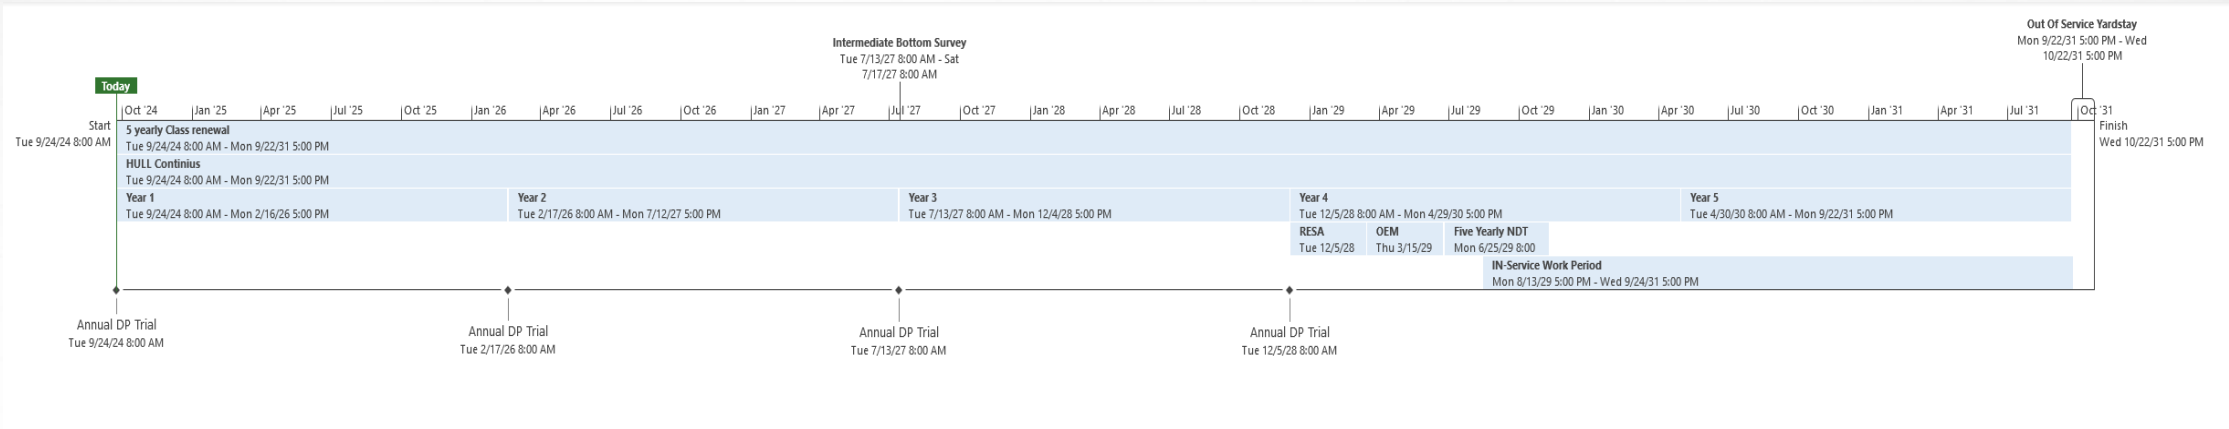 Out Of Service Yardstay
Mon 9/22/31 5:00 PM - Wed
10/22/31 5:00 PM
Intermediate Bottom Survey
Tue 7/13/27 8:00 AM - Sat
7/17/27 8:00 AM
Today
Oct '24 Jan '25 Apr '25 Jul '25 Oct '25 Jan '26 Apr '26 Jul '26 Oct '26 Jan '27 Apr '27 Jul '27 Oct '27 Jan '28 Apr '28 Jul '28 Oct '28 Jan '29 Apr '29 Jul '29 Oct '29 Jan '30 Apr '30 Jul '30 Oct '30 Jan '31 Apr '31 Jul '31 Oct '31
Start
Tue 9/24/24 8:00 AM
5 yearly Class renewal
Tue 9/24/24 8:00 AM - Mon 9/22/31 5:00 PM
Finish
Wed 10/22/31 5:00 PM
HULL Continius
Tue 9/24/24 8:00 AM - Mon 9/22/31 5:00 PM
Year 1
Tue 9/24/24 8:00 AM - Mon 2/16/26 5:00 PM
Year 2
Tue 2/17/26 8:00 AM - Mon 7/12/27 5:00 PM
Year 3
Tue 7/13/27 8:00 AM - Mon 12/4/28 5:00 PM
Year 4
Tue 12/5/28 8:00 AM - Mon 4/29/30 5:00 PM
Year 5
Tue 4/30/30 8:00 AM - Mon 9/22/31 5:00 PM
RESA
Tue 12/5/28
OEM
Thu 3/15/29
Five Yearly NDT
Mon 6/25/29 8:00
IN-Service Work Period
Mon 8/13/29 5:00 PM - Wed 9/24/31 5:00 PM
Annual DP Trial
Tue 9/24/24 8:00 AM
Annual DP Trial
Tue 2/17/26 8:00 AM
Annual DP Trial
Tue 7/13/27 8:00 AM
Annual DP Trial
Tue 12/5/28 8:00 AM